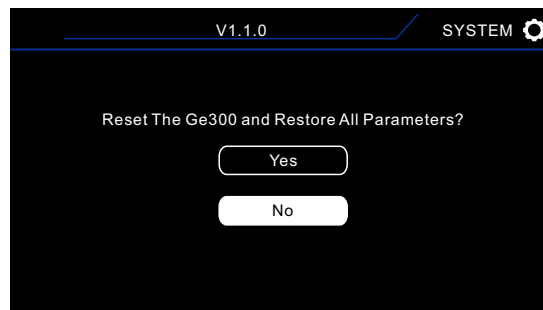 V1.1.0 SYSTEM
Reset The Ge300 and Restore All Parameters?
Yes
No